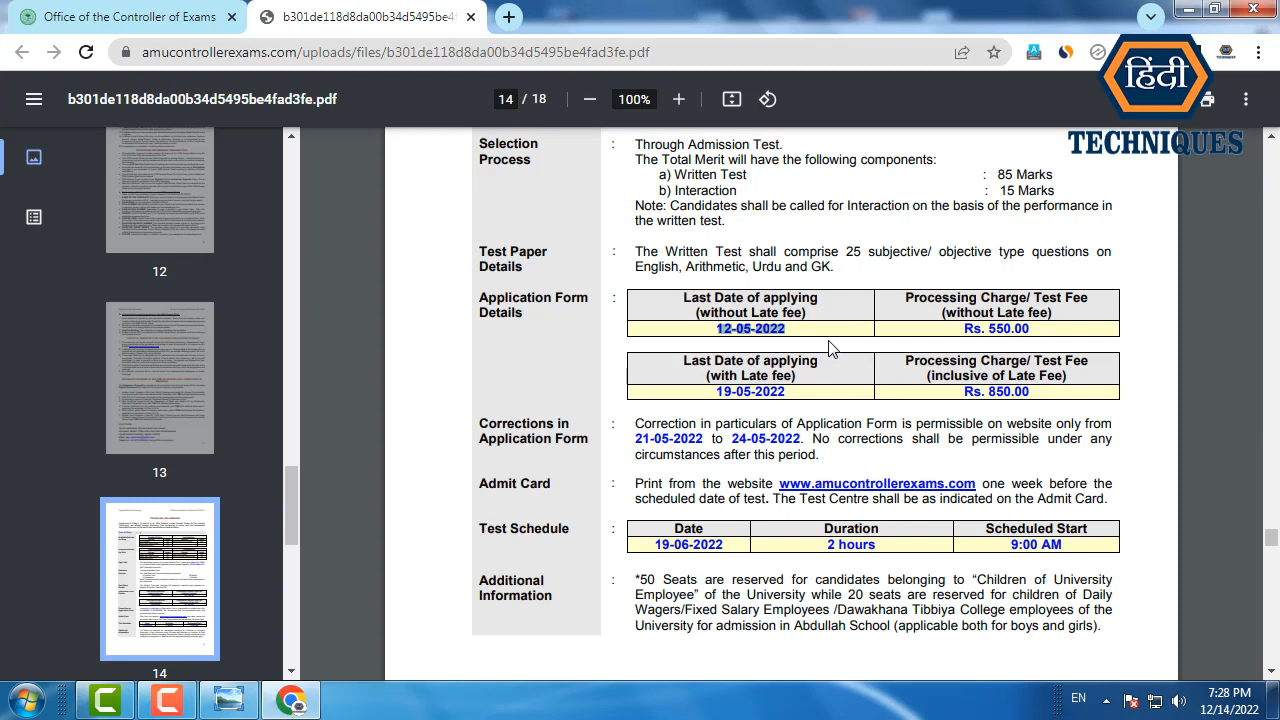 Office of the Controller of Exams
b301de118d8da00b34d5495be4fad3fe
amucontrollerexams.com/uploads/files/b301de118d8da00b34d5495be4fad3fe.pdf
हिंदी
TECHNIQUES
b301de118d8da00b34d5495be4fad3fe.pdf
14 / 18
100%
12
13
14
Selection Process : Through Admission Test.
The Total Merit will have the following components:
a) Written Test : 85 Marks
b) Interaction : 15 Marks
Note: Candidates shall be called for Interaction on the basis of the performance in
the written test.
Test Paper Details : The Written Test shall comprise 25 subjective/ objective type questions on
English, Arithmetic, Urdu and GK.
Application Form Details :
Last Date of applying Processing Charge/ Test Fee
(without Late fee) (without Late fee)
12-05-2022 Rs. 550.00
Last Date of applying Processing Charge/ Test Fee
(with Late fee) (inclusive of Late Fee)
19-05-2022 Rs. 850.00
Corrections in Application Form : Correction in particulars of Application Form is permissible on website only from
21-05-2022 to 24-05-2022. No corrections shall be permissible under any
circumstances after this period.
Admit Card : Print from the website www.amucontrollerexams.com one week before the
scheduled date of test. The Test Centre shall be as indicated on the Admit Card.
Test Schedule : Date Duration Scheduled Start
19-06-2022 2 hours 9:00 AM
Additional Information : *50 Seats are reserved for candidates belonging to “Children of University
Employee” of the University while 20 seats are reserved for children of Daily
Wagers/Fixed Salary Employees /Dawakhana Tibbiya College employees of the
University for admission in Abdullah School (applicable both for boys and girls).
EN
7:28 PM
12/14/2022